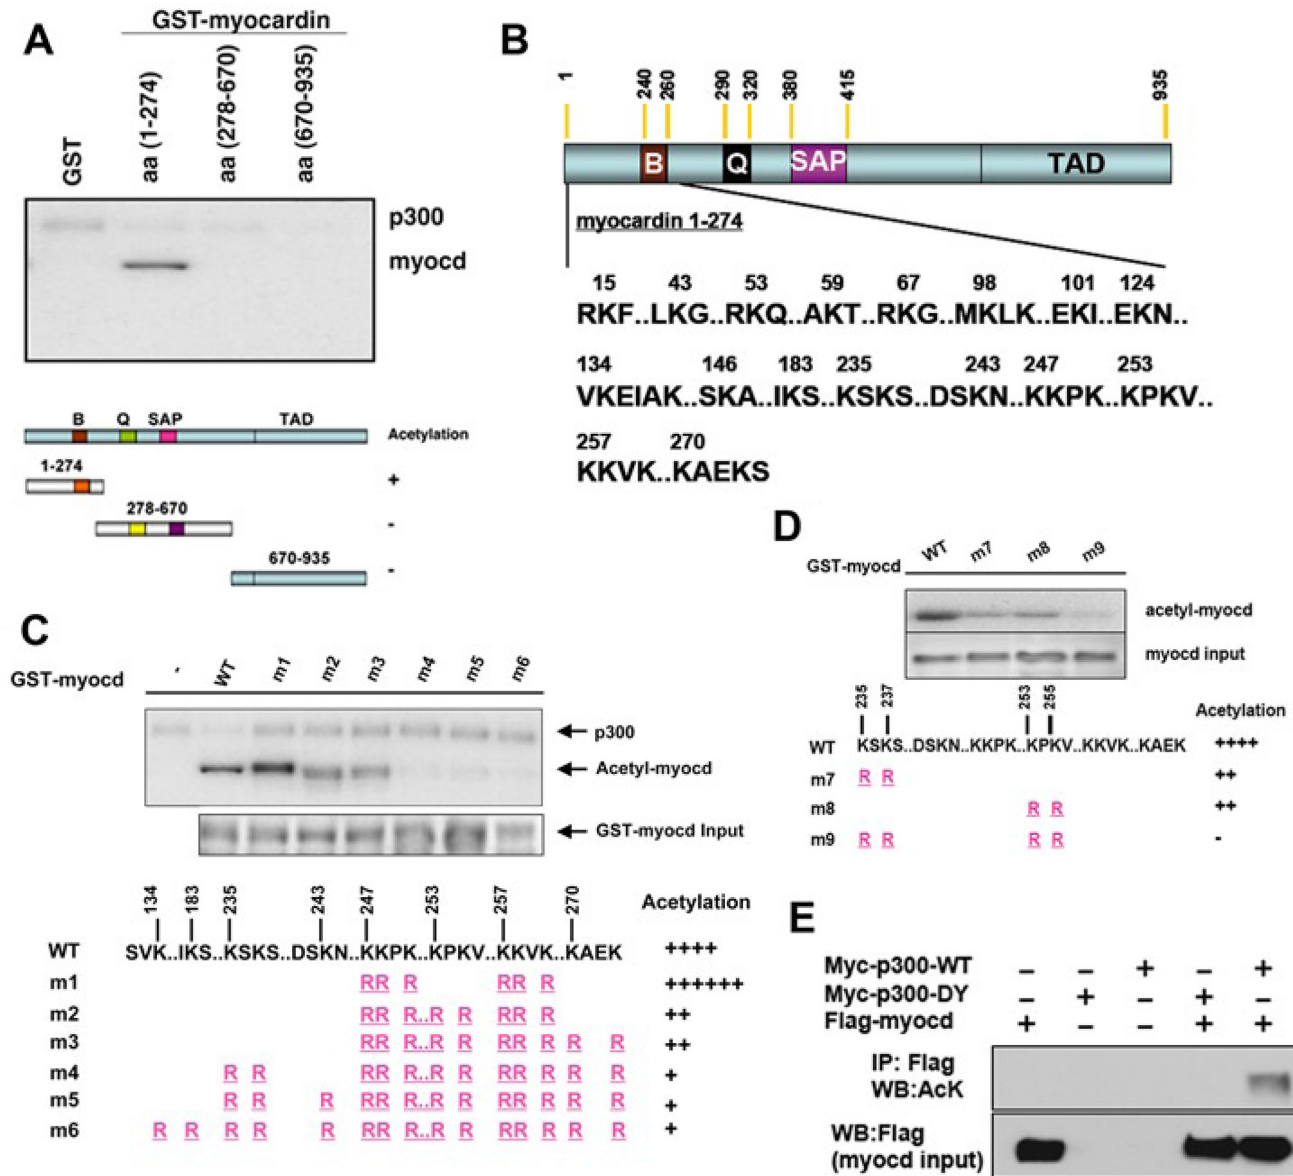 A
GST-myocardin
GST
aa (1-274)
aa (278-670)
aa (670-935)
p300
myocd
B Q SAP TAD
Acetylation
1-274
+
278-670
-
670-935
-
B
1 240 260 290 320 380 415 935
B Q SAP TAD
myocardin 1-274
15 43 53 59 67 98 101 124
RKF..LKG..RKQ..AKT..RKG..MKLK..EKI..EKN..
134 146 183 235 243 247 253
VKEIAK..SKA..IKS..KSKS..DSKN..KKPK..KPKV..
257 270
KKVK..KAEKS
C
GST-myocd - WT m1 m2 m3 m4 m5 m6
p300
Acetyl-myocd
GST-myocd Input
134 183 235 243 247 253 257 270
Acetylation
WT SVK..IKS..KSKS..DSKN..KKPK..KPKV..KKVK..KAEK ++++
m1 RR R RR R ++++++
m2 RR R..R R RR R ++
m3 RR R..R R RR R R R ++
m4 R R RR R..R R RR R R R +
m5 R R R RR R..R R RR R R R +
m6 R R R R R RR R..R R RR R R R +
D
GST-myocd WT m7 m8 m9
acetyl-myocd
myocd input
235 237 253 255
Acetylation
WT KSKS..DSKN..KKPK..KPKV..KKVK..KAEK ++++
m7 R R ++
m8 R R ++
m9 R R R R -
E
Myc-p300-WT - - + - +
Myc-p300-DY - + - + -
Flag-myocd + - - + +
IP: Flag
WB:AcK
WB:Flag
(myocd input)